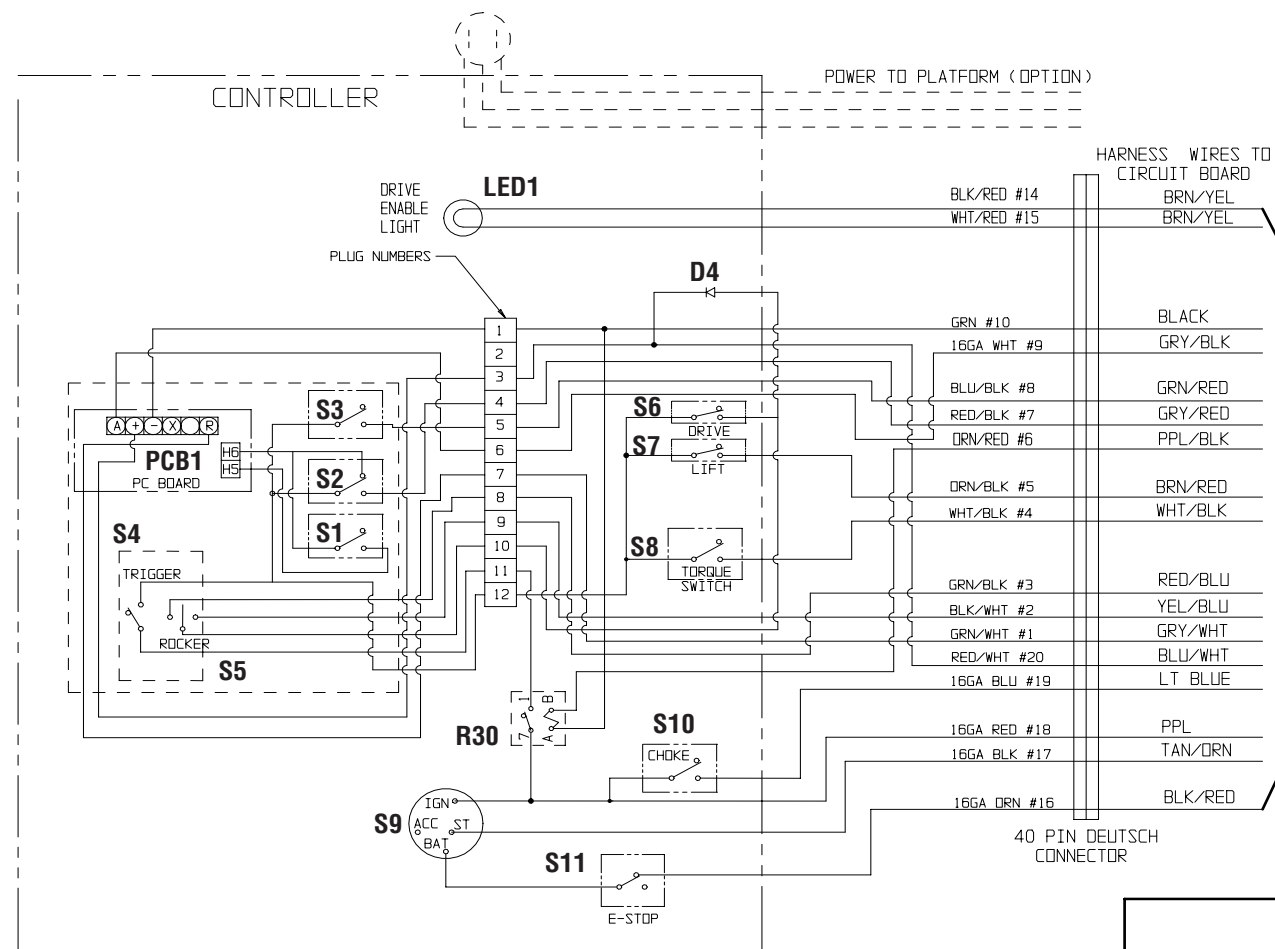 POWER TO PLATFORM (OPTION)
CONTROLLER
HARNESS WIRES TO
CIRCUIT BOARD
DRIVE
ENABLE
LIGHT
LED1
BLK/RED #14
BRN/YEL
WHT/RED #15
BRN/YEL
PLUG NUMBERS
D4
1
2
3
4
5
6
7
8
9
10
11
12
GRN #10
BLACK
16GA WHT #9
GRY/BLK
BLU/BLK #8
GRN/RED
RED/BLK #7
GRY/RED
ORN/RED #6
PPL/BLK
ORN/BLK #5
BRN/RED
WHT/BLK #4
WHT/BLK
GRN/BLK #3
RED/BLU
BLK/WHT #2
YEL/BLU
GRN/WHT #1
GRY/WHT
RED/WHT #20
BLU/WHT
16GA BLU #19
LT BLUE
16GA RED #18
PPL
16GA BLK #17
TAN/ORN
16GA ORN #16
BLK/RED
40 PIN DEUTSCH
CONNECTOR
A + - X R
PCB1
PC BOARD
H6
H5
S3
S2
S1
S4
TRIGGER
ROCKER
S5
S6
DRIVE
S7
LIFT
S8
TORQUE
SWITCH
R30
1 B
7 A
S10
CHOKE
S9
IGN
ACC ST
BAT
S11
E-STOP